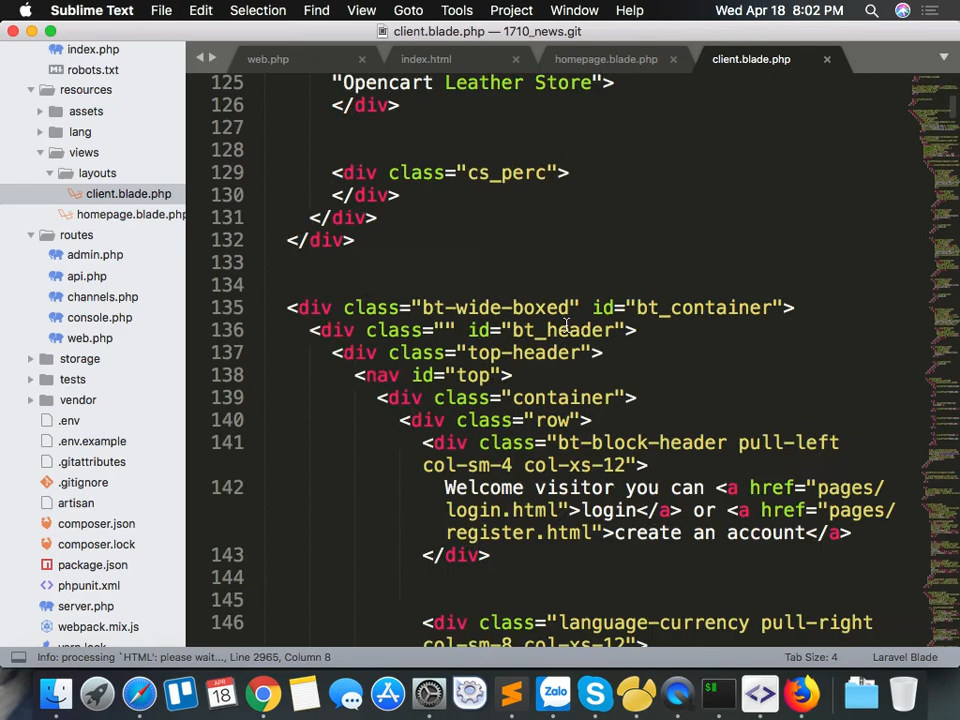 Sublime Text File Edit Selection Find View Goto Tools Project Window Help Wed Apr 18 8:02 PM
client.blade.php — 1710_news.git
web.php index.html homepage.blade.php client.blade.php
index.php
robots.txt
resources
assets
lang
views
layouts
client.blade.php
homepage.blade.php
routes
admin.php
api.php
channels.php
console.php
web.php
storage
tests
vendor
.env
.env.example
.gitattributes
.gitignore
artisan
composer.json
composer.lock
package.json
phpunit.xml
server.php
webpack.mix.js
125 "Opencart Leather Store">
126 </div>
127
128
129 <div class="cs_perc">
130 </div>
131 </div>
132 </div>
133
134
135 <div class="bt-wide-boxed" id="bt_container">
136 <div class="" id="bt_header">
137 <div class="top-header">
138 <nav id="top">
139 <div class="container">
140 <div class="row">
141 <div class="bt-block-header pull-left
col-sm-4 col-xs-12">
142 Welcome visitor you can <a href="pages/
login.html">login</a> or <a href="pages/
register.html">create an account</a>
143 </div>
144
145
146 <div class="language-currency pull-right
col-sm-8 col-xs-12">
Info: processing `HTML': please wait..., Line 2965, Column 8 Tab Size: 4 Laravel Blade
APR
18
Zalo